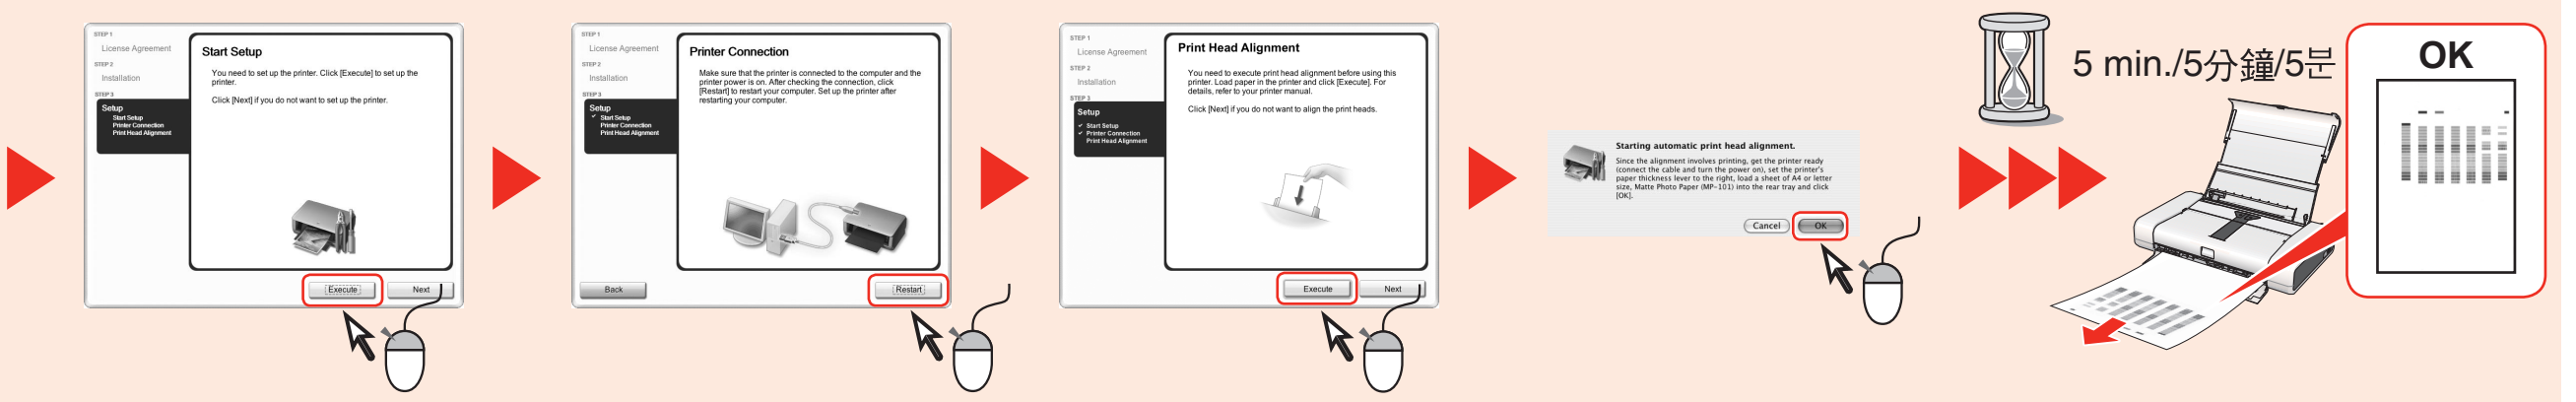 STEP 1
License Agreement
STEP 2
Installation
STEP 3
Setup
Start Setup
Printer Connection
Print Head Alignment
Start Setup
You need to set up the printer. Click [Execute] to set up the
printer.
Click [Next] if you do not want to set up the printer.
Execute
Next
STEP 1
License Agreement
STEP 2
Installation
STEP 3
Setup
Start Setup
Printer Connection
Print Head Alignment
Printer Connection
Make sure that the printer is connected to the computer and the
printer power is on. After checking the connection, click
[Restart] to restart your computer. Set up the printer after
restarting your computer.
Back
Restart
STEP 1
License Agreement
STEP 2
Installation
STEP 3
Setup
Start Setup
Printer Connection
Print Head Alignment
Print Head Alignment
You need to execute print head alignment before using this
printer. Load paper in the printer and click [Execute]. For
details, refer to your printer manual.
Click [Next] if you do not want to align the print heads.
Execute
Next
Starting automatic print head alignment.
Since the alignment involves printing, get the printer ready
(connect the cable and turn the power on), set the printer's
paper thickness lever to the right, load a sheet of A4 or letter
size, Matte Photo Paper (MP-101) into the rear tray and click
[OK].
Cancel
OK
5 min./5分鐘/5분
OK